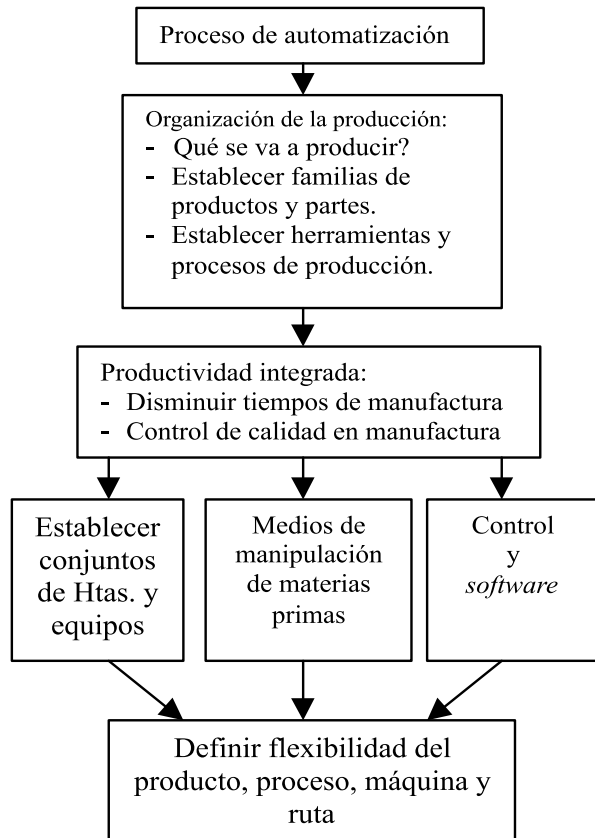 Proceso de automatización
Organización de la producción:
- Qué se va a producir?
- Establecer familias de
productos y partes.
- Establecer herramientas y
procesos de producción.
Productividad integrada:
- Disminuir tiempos de manufactura
- Control de calidad en manufactura
Establecer
conjuntos
de Htas. y
equipos
Medios de
manipulación
de materias
primas
Control
y
software
Definir flexibilidad del
producto, proceso, máquina y
ruta